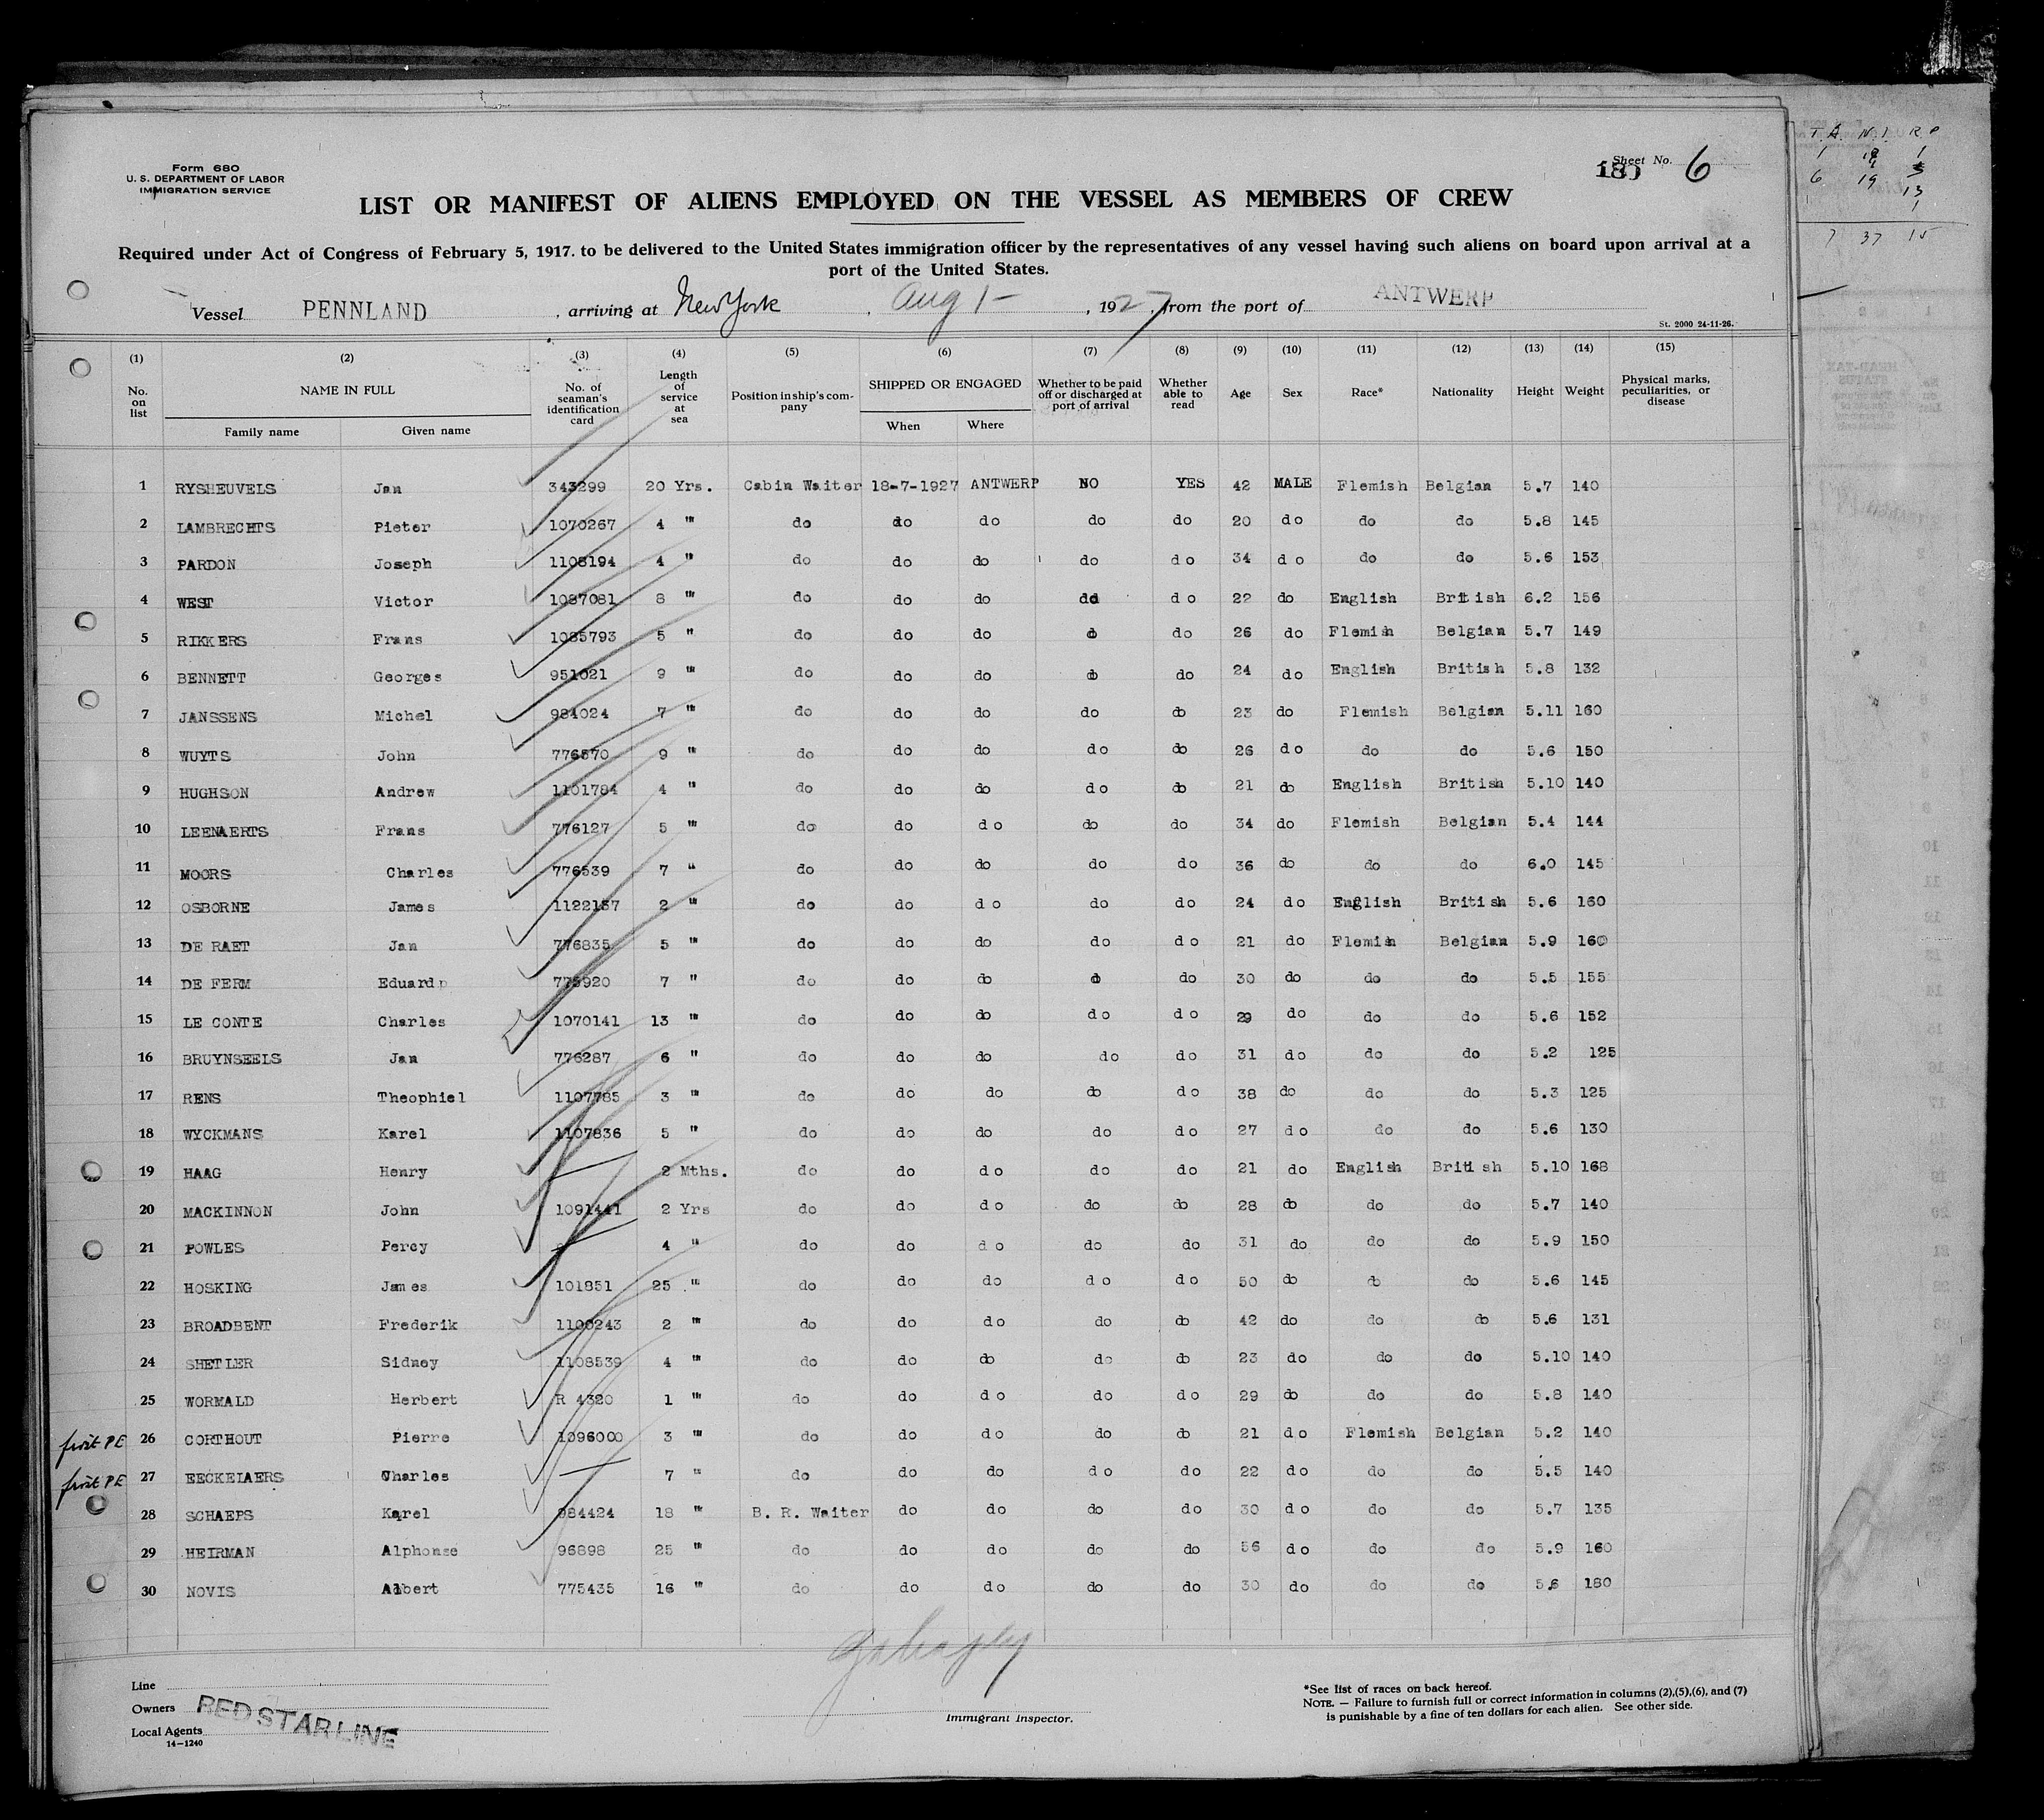 Form 680
U. S. DEPARTMENT OF LABOR
IMMIGRATION SERVICE
Sheet No. 6
LIST OR MANIFEST OF ALIENS EMPLOYED ON THE VESSEL AS MEMBERS OF CREW
Required under Act of Congress of February 5, 1917. to be delivered to the United States immigration officer by the representatives of any vessel having such aliens on board upon arrival at a
port of the United States.
Vessel PENNLAND , arriving at New York , Aug 1- , 1927, from the port of ANTWERP
St. 2000 24-11-26.
(1) (2) (3) (4) (5) (6) (7) (8) (9) (10) (11) (12) (13) (14) (15)
No. on list NAME IN FULL Family name Given name No. of seaman's identification card Length of service at sea Position in ship's company SHIPPED OR ENGAGED When Where Whether to be paid off or discharged at port of arrival Whether able to read Age Sex Race* Nationality Height Weight Physical marks, peculiarities, or disease
1 RYSHEUVELS Jan 343299 20 Yrs. Cabin Waiter 18-7-1927 ANTWERP NO YES 42 MALE Flemish Belgian 5.7 140
2 LAMBRECHTS Pieter 1070267 4 " do do do do do 20 do do do 5.8 145
3 PARDON Joseph 1108194 4 " do do do do do 34 do do do 5.6 153
4 WEST Victor 1087081 8 " do do do do do 22 do English British 6.2 156
5 RIKKERS Frans 1085793 5 " do do do do do 26 do Flemish Belgian 5.7 149
6 BENNETT Georges 951021 9 " do do do do do 24 do English British 5.8 132
7 JANSSENS Michel 984024 7 " do do do do do 23 do Flemish Belgian 5.11 160
8 WUYTS John 776570 9 " do do do do do 26 do do do 5.6 150
9 HUGHSON Andrew 1101784 4 " do do do do do 21 do English British 5.10 140
10 LEENAERTS Frans 776127 5 " do do do do do 34 do Flemish Belgian 5.4 144
11 MOORS Charles 776539 7 " do do do do do 36 do do do 6.0 145
12 OSBORNE James 1122137 2 " do do do do do 24 do English British 5.6 160
13 DE RAET Jan 776835 5 " do do do do do 21 do Flemish Belgian 5.9 160
14 DE FERM Eduard 775920 7 " do do do do do 30 do do do 5.5 155
15 LE CONTE Charles 1070141 13 " do do do do do 29 do do do 5.6 152
16 BRUYNSEELS Jan 776287 6 " do do do do do 31 do do do 5.2 125
17 RENS Theophiel 1107785 3 " do do do do do 38 do do do 5.3 125
18 WYCKMANS Karel 1107836 5 " do do do do do 27 do do do 5.6 130
19 HAAG Henry — 2 Mths. do do do do do 21 do English British 5.10 168
20 MACKINNON John 1091441 2 Yrs do do do do do 28 do do do 5.7 140
21 POWLES Percy — 4 " do do do do do 31 do do do 5.9 150
22 HOSKING James 101851 25 " do do do do do 50 do do do 5.6 145
23 BROADBENT Frederik 1100243 2 " do do do do do 42 do do do 5.6 131
24 SHETLER Sidney 1108539 4 " do do do do do 23 do do do 5.10 140
25 WORMALD Herbert R 4320 1 " do do do do do 29 do do do 5.8 140
first PE 26 CORTHOUT Pierre 1096000 3 " do do do do do 21 do Flemish Belgian 5.2 140
first PE 27 EECKELAERS Charles — 7 " do do do do do 22 do do do 5.5 140
28 SCHAEPS Karel 984424 18 " B. R. Waiter do do do do 30 do do do 5.7 135
29 HEIRMAN Alphonse 96898 25 " do do do do do 56 do do do 5.9 160
30 NOVIS Albert 775435 16 " do do do do do 30 do do do 5.6 180
Line
Owners RED STAR LINE
Local Agents
14-1240
Immigrant Inspector.
*See list of races on back hereof.
NOTE. — Failure to furnish full or correct information in columns (2),(5),(6), and (7)
is punishable by a fine of ten dollars for each alien. See other side.
T.A. N.I. R.P
7 37 15